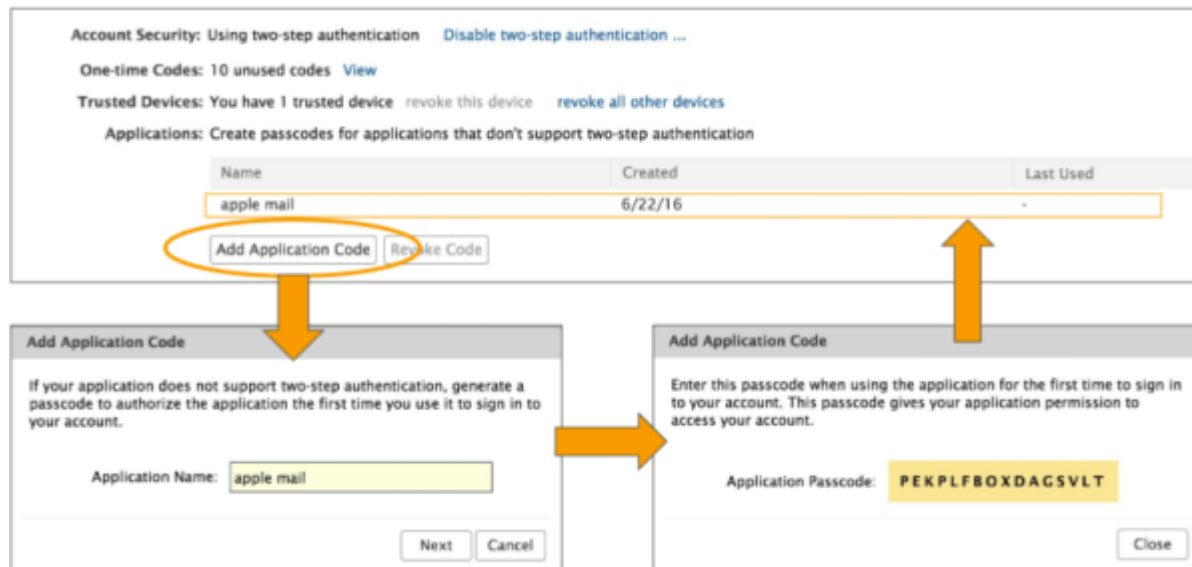 Account Security: Using two-step authentication Disable two-step authentication ...
One-time Codes: 10 unused codes View
Trusted Devices: You have 1 trusted device revoke this device revoke all other devices
Applications: Create passcodes for applications that don't support two-step authentication
Name Created Last Used
apple mail 6/22/16 -
Add Application Code Revoke Code
Add Application Code
If your application does not support two-step authentication, generate a
passcode to authorize the application the first time you use it to sign in to
your account.
Application Name: apple mail
Next Cancel
Add Application Code
Enter this passcode when using the application for the first time to sign in
to your account. This passcode gives your application permission to
access your account.
Application Passcode: PEKPLFBOXDAGSVLT
Close